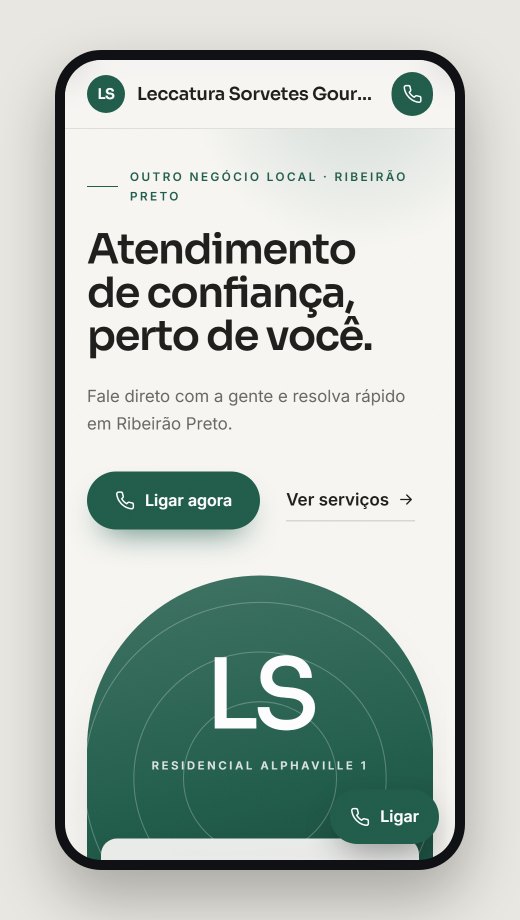 LS
Leccatura Sorvetes Gour...
OUTRO NEGÓCIO LOCAL · RIBEIRÃO
PRETO
Atendimento
de confiança,
perto de você.
Fale direto com a gente e resolva rápido
em Ribeirão Preto.
Ligar agora
Ver serviços →
LS
RESIDENCIAL ALPHAVILLE 1
Ligar